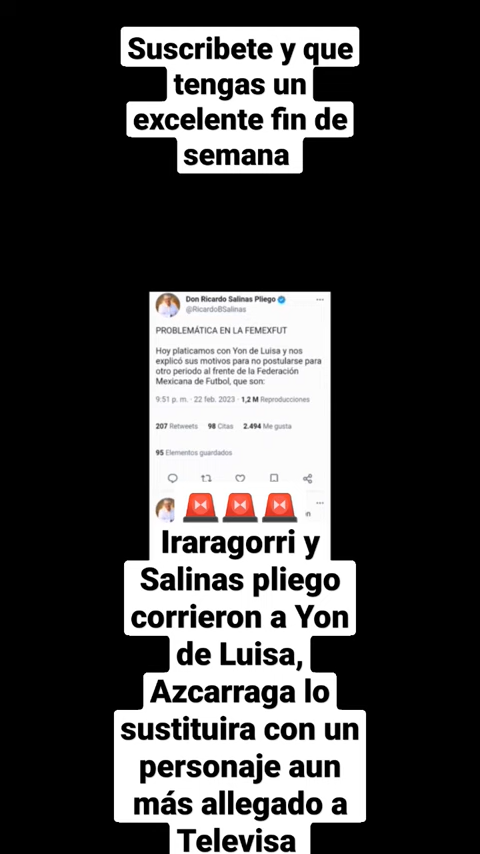 Suscribete y que
tengas un
excelente fin de
semana
Don Ricardo Salinas Pliego
@RicardoBSalinas
PROBLEMÁTICA EN LA FEMEXFUT
Hoy platicamos con Yon de Luisa y nos
explicó sus motivos para no postularse para
otro periodo al frente de la Federación
Mexicana de Futbol, que son:
9:51 p. m. · 22 feb. 2023 · 1,2 M Reproducciones
207 Retweets 98 Citas 2.494 Me gusta
95 Elementos guardados
Iraragorri y
Salinas pliego
corrieron a Yon
de Luisa,
Azcarraga lo
sustituira con un
personaje aun
más allegado a
Televisa